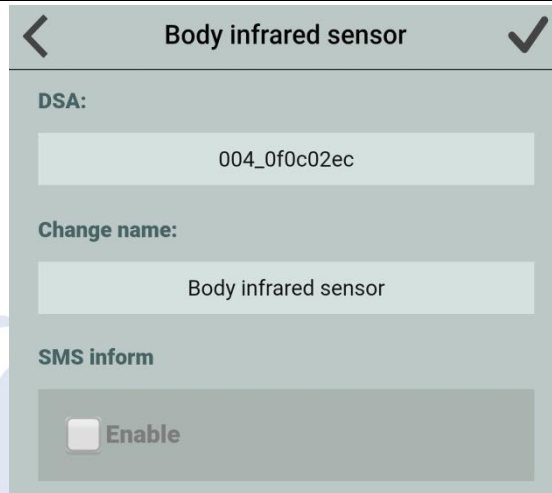 Body infrared sensor
DSA:
004_0f0c02ec
Change name:
Body infrared sensor
SMS inform
Enable